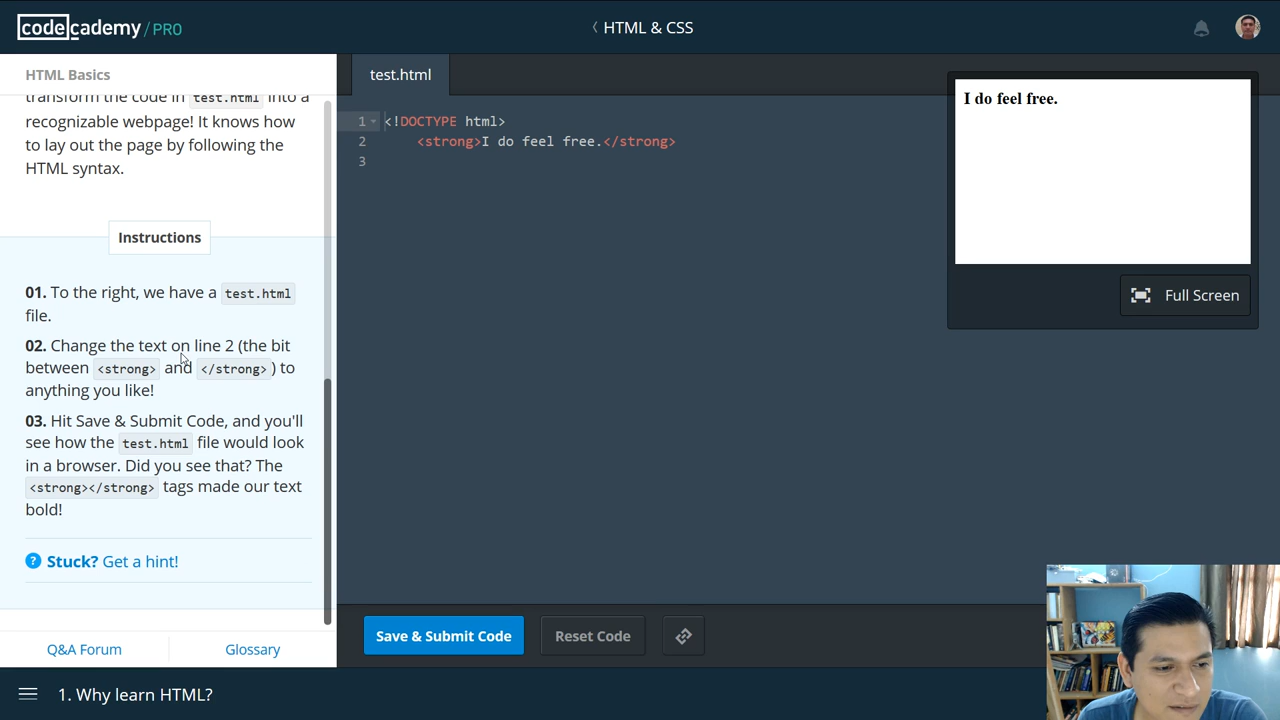 codecademy / PRO
HTML & CSS
HTML Basics
transform the code in test.html into a
recognizable webpage! It knows how
to lay out the page by following the
HTML syntax.
Instructions
01. To the right, we have a test.html
file.
02. Change the text on line 2 (the bit
between <strong> and </strong> ) to
anything you like!
03. Hit Save & Submit Code, and you'll
see how the test.html file would look
in a browser. Did you see that? The
<strong></strong> tags made our text
bold!
? Stuck? Get a hint!
Q&A Forum
Glossary
test.html
1 <!DOCTYPE html>
2 <strong>I do feel free.</strong>
3
I do feel free.
Full Screen
Save & Submit Code
Reset Code
1. Why learn HTML?